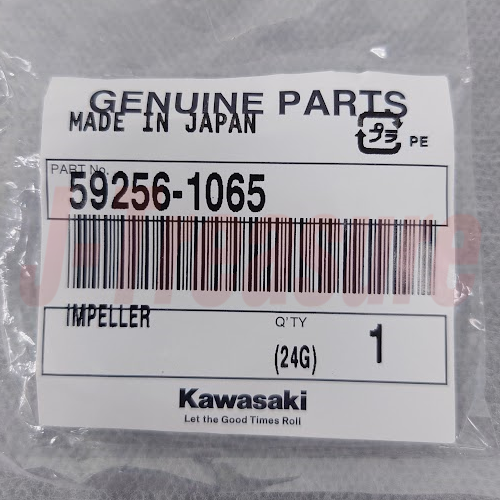 GENUINE PARTS
MADE IN JAPAN
プラ PE
PART No.
59256-1065
J-Treasure
IMPELLER
Q'TY
(24G) 1
Kawasaki
Let the Good Times Roll